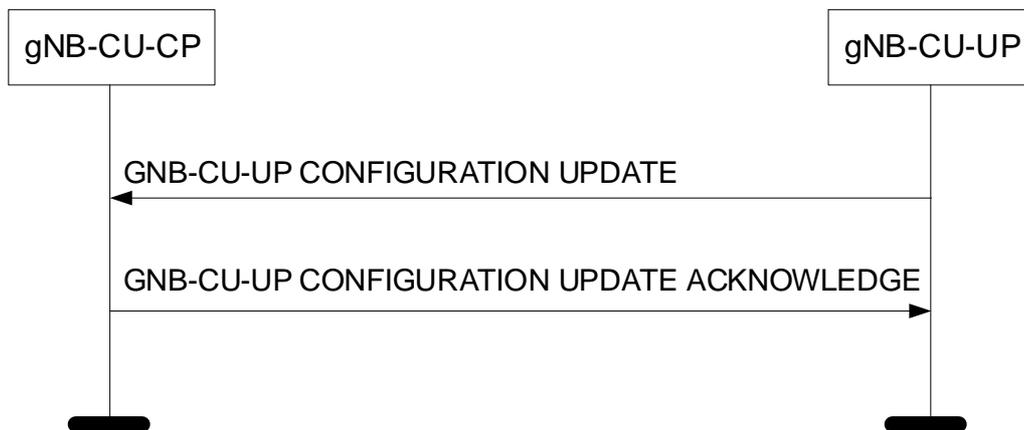 gNB-CU-CP
gNB-CU-UP
GNB-CU-UP CONFIGURATION UPDATE
GNB-CU-UP CONFIGURATION UPDATE ACKNOWLEDGE